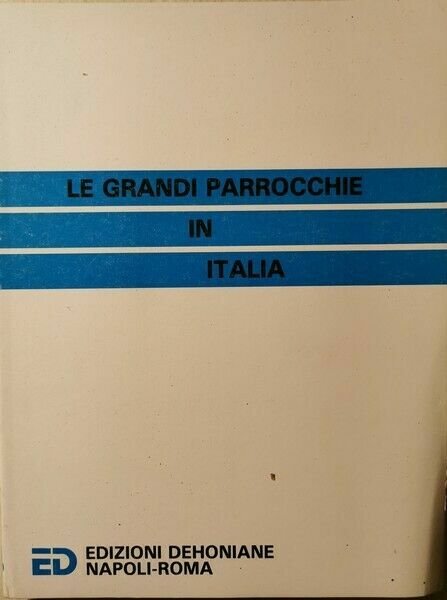 LE GRANDI PARROCCHIE
IN
ITALIA
ED EDIZIONI DEHONIANE
NAPOLI-ROMA